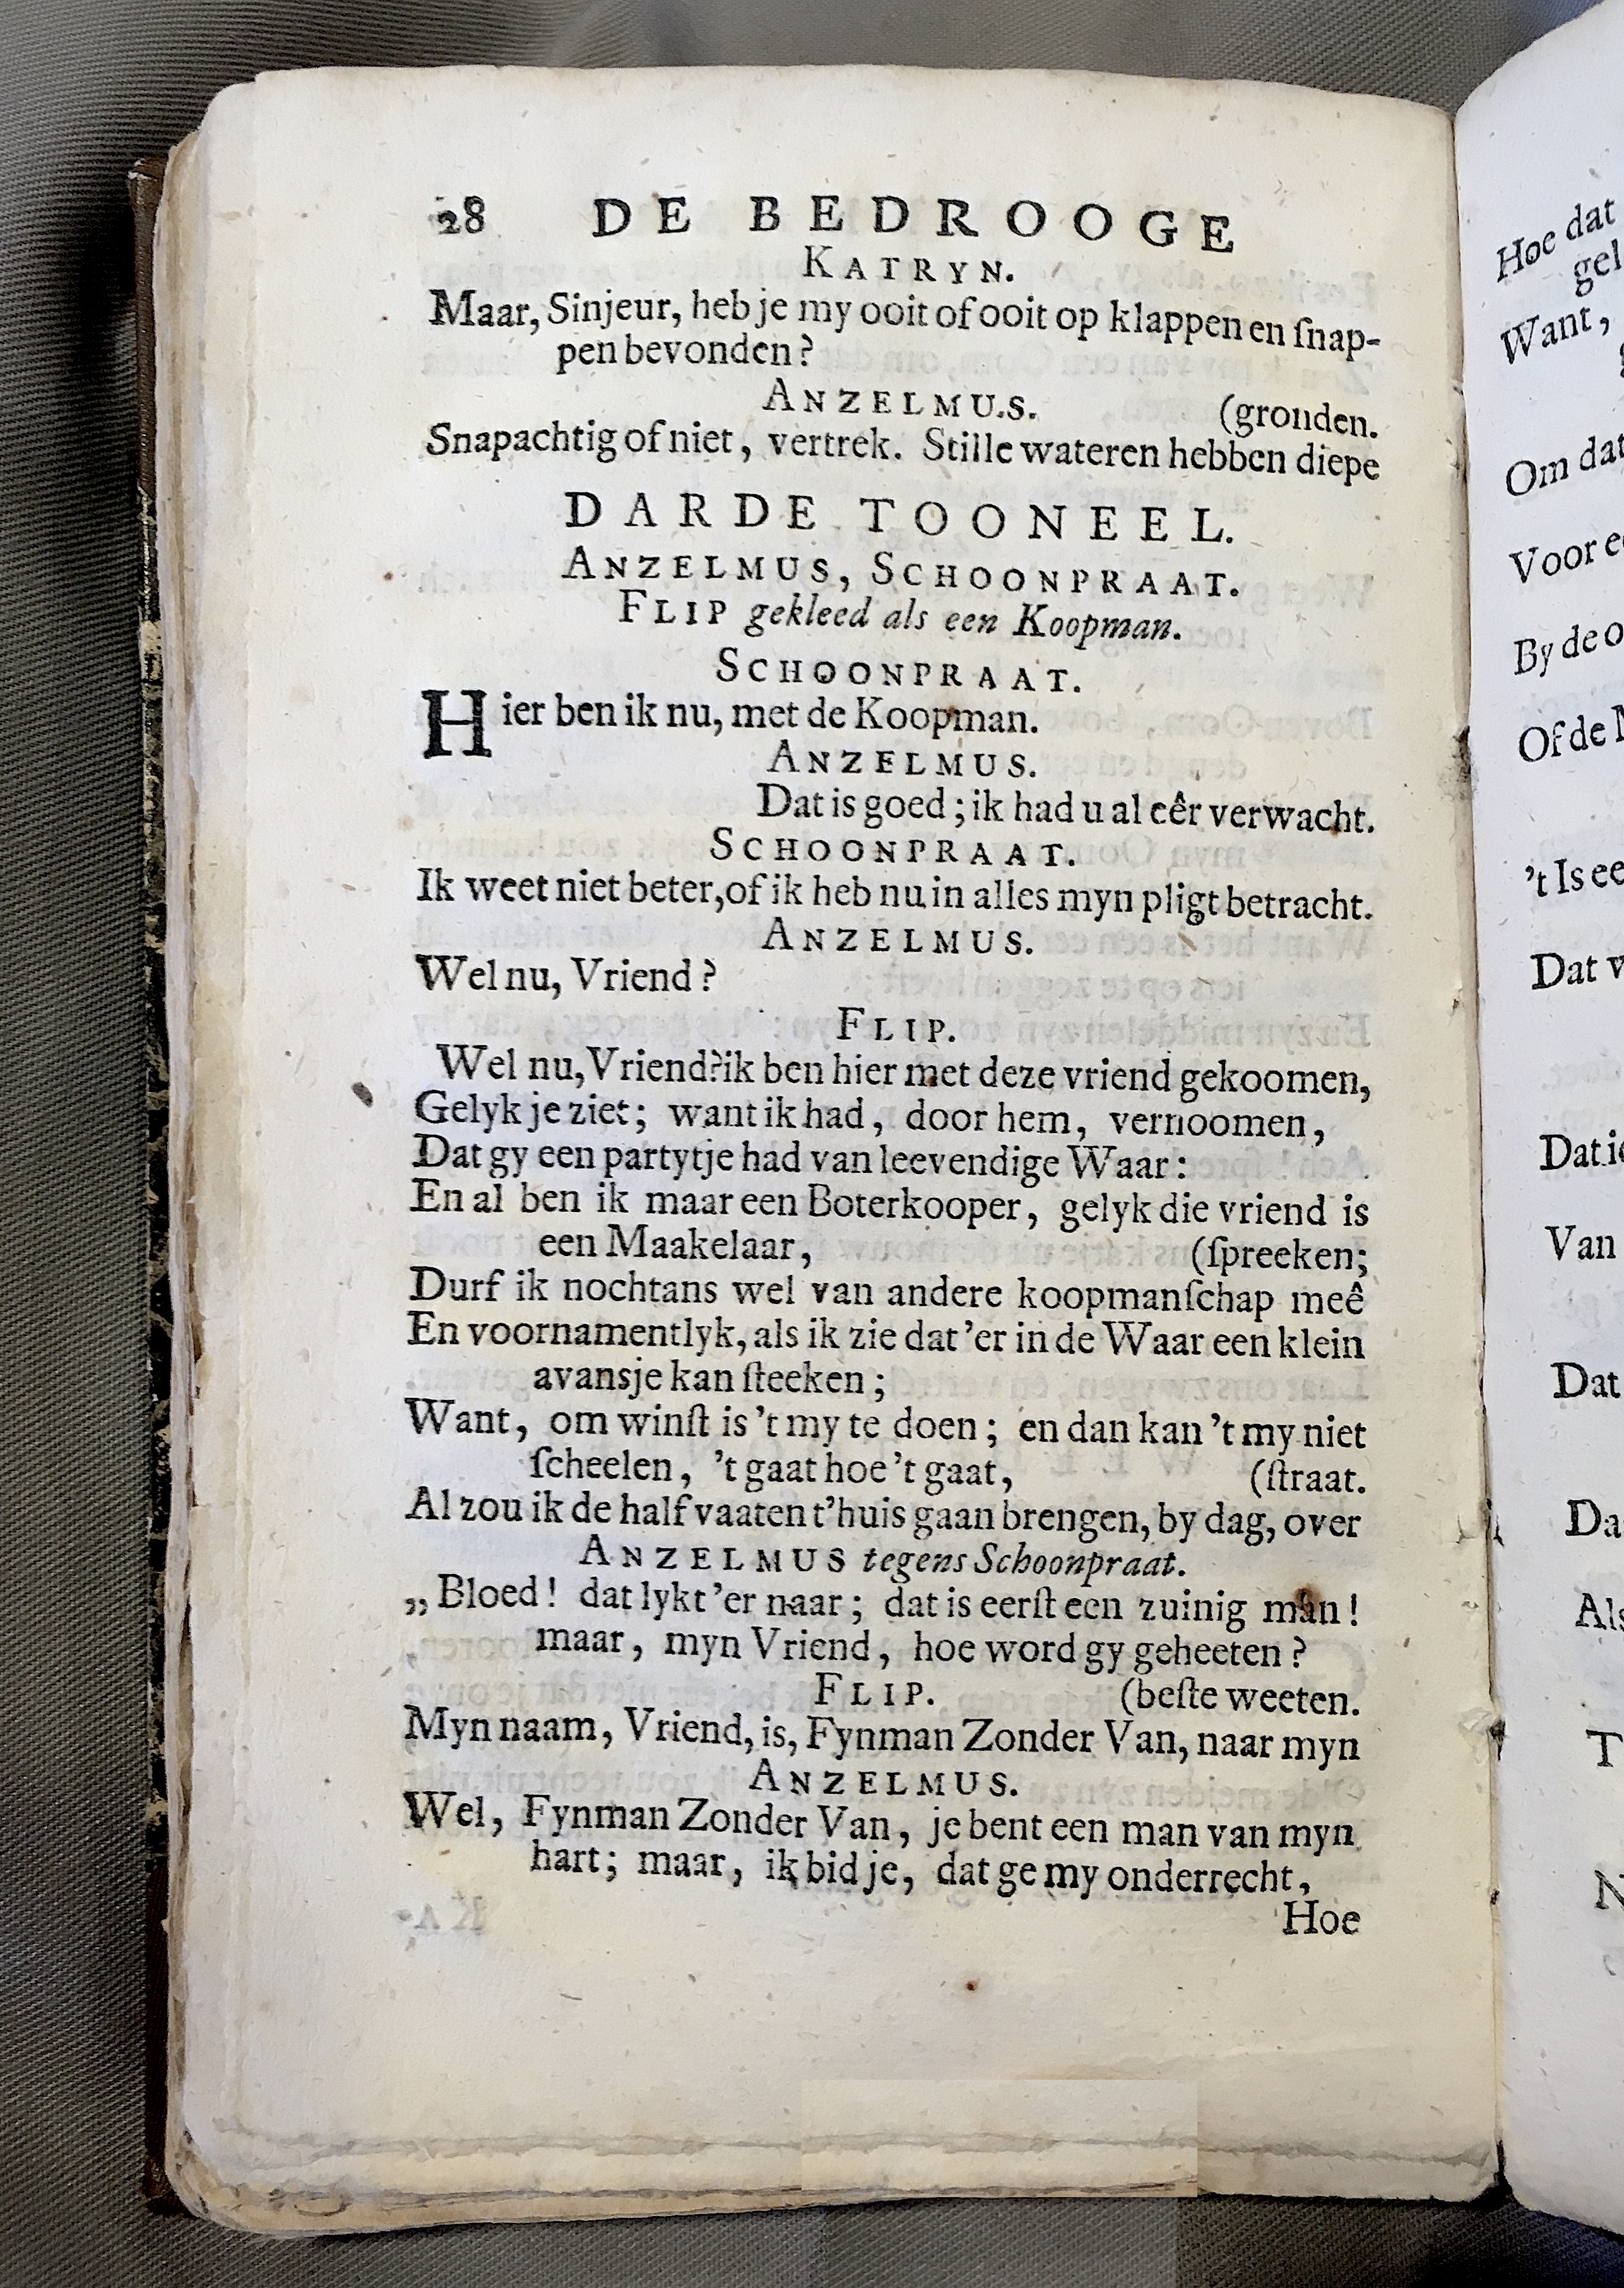 28 DE BEDROOGE
KATRYN.
Maar, Sinjeur, heb je my ooit of ooit op klappen en ſnap-
pen bevonden?
ANZELMUS. (gronden.
Snapachtig of niet, vertrek. Stille wateren hebben diepe
DARDE TOONEEL.
ANZELMUS, SCHOONPRAAT.
FLIP gekleed als een Koopman.
SCHOONPRAAT.
Hier ben ik nu, met de Koopman.
ANZELMUS.
Dat is goed; ik had u al eêr verwacht.
SCHOONPRAAT.
Ik weet niet beter, of ik heb nu in alles myn pligt betracht.
ANZELMUS.
Wel nu, Vriend?
FLIP.
Wel nu, Vriend? ik ben hier met deze vriend gekoomen,
Gelyk je ziet; want ik had, door hem, vernoomen,
Dat gy een partytje had van leevendige Waar:
En al ben ik maar een Boterkooper, gelyk die vriend is
een Maakelaar, (ſpreeken;
Durf ik nochtans wel van andere koopmanſchap meê
En voornamentlyk, als ik zie dat 'er in de Waar een klein
avansje kan ſteeken;
Want, om winſt is 't my te doen; en dan kan 't my niet
ſcheelen, 't gaat hoe 't gaat, (ſtraat.
Al zou ik de half vaaten t'huis gaan brengen, by dag, over
ANZELMUS tegens Schoonpraat.
„Bloed! dat lykt 'er naar; dat is eerſt een zuinig man!
maar, myn Vriend, hoe word gy geheeten?
FLIP. (beſte weeten.
Myn naam, Vriend, is, Fynman Zonder Van, naar myn
ANZELMUS.
Wel, Fynman Zonder Van, je bent een man van myn
hart; maar, ik bid je, dat ge my onderrecht,
Hoe
Hoe dat
gel
Want,
Om dat
Voor e
By de o
Of de
't Is ee
Dat v
Dat i
Van
Dat
Da
Als
T
N